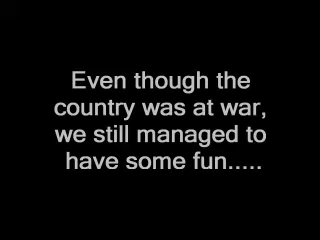 Even though the
country was at war,
we still managed to
have some fun.....